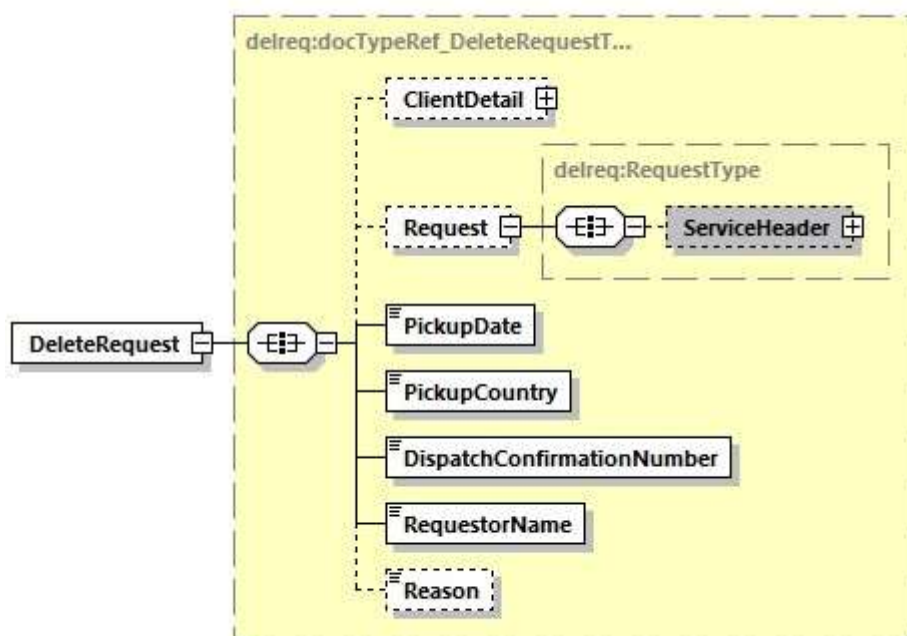 delreq:docTypeRef_DeleteRequestT...
ClientDetail
delreq:RequestType
Request
ServiceHeader
PickupDate
DeleteRequest
PickupCountry
DispatchConfirmationNumber
RequestorName
Reason